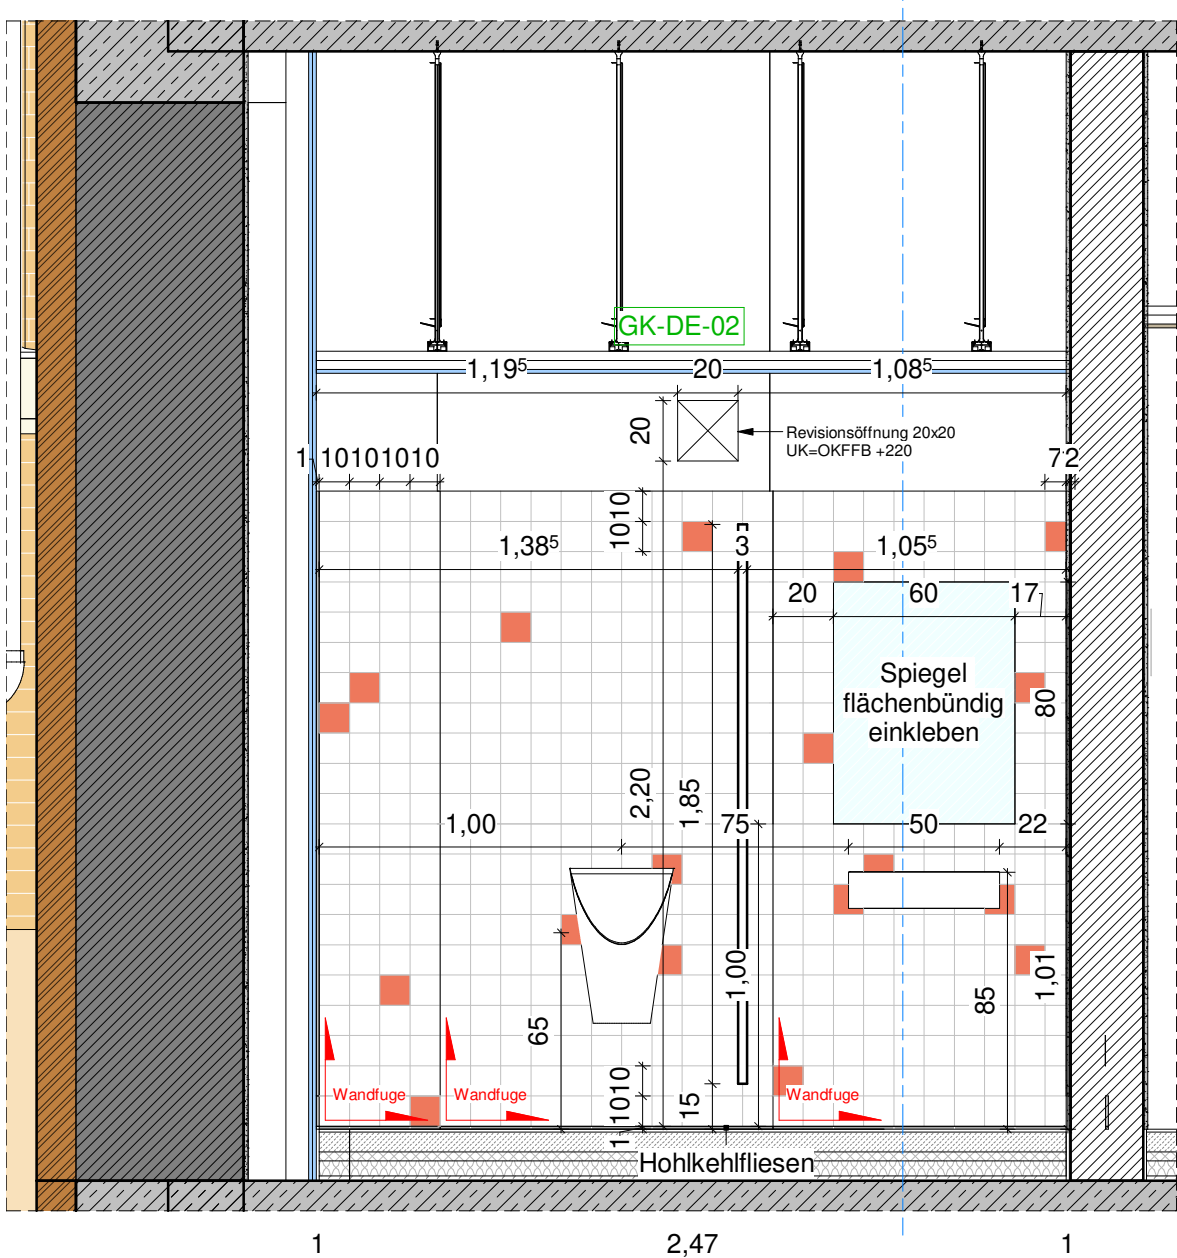 GK-DE-02
1,19⁵ 20 1,08⁵
20
Revisionsöffnung 20x20
UK=OKFFB +220
1 10101010
7 2
1010
1,38⁵ 3 1,05⁵
20 60 17
Spiegel
flächenbündig
einkleben
80
2,20
1,85
1,00 75 50 22
1,00
1,01
85
65
Wandfuge
Wandfuge
Wandfuge
1 1010
15
Hohlkehlfliesen
1 2,47 1